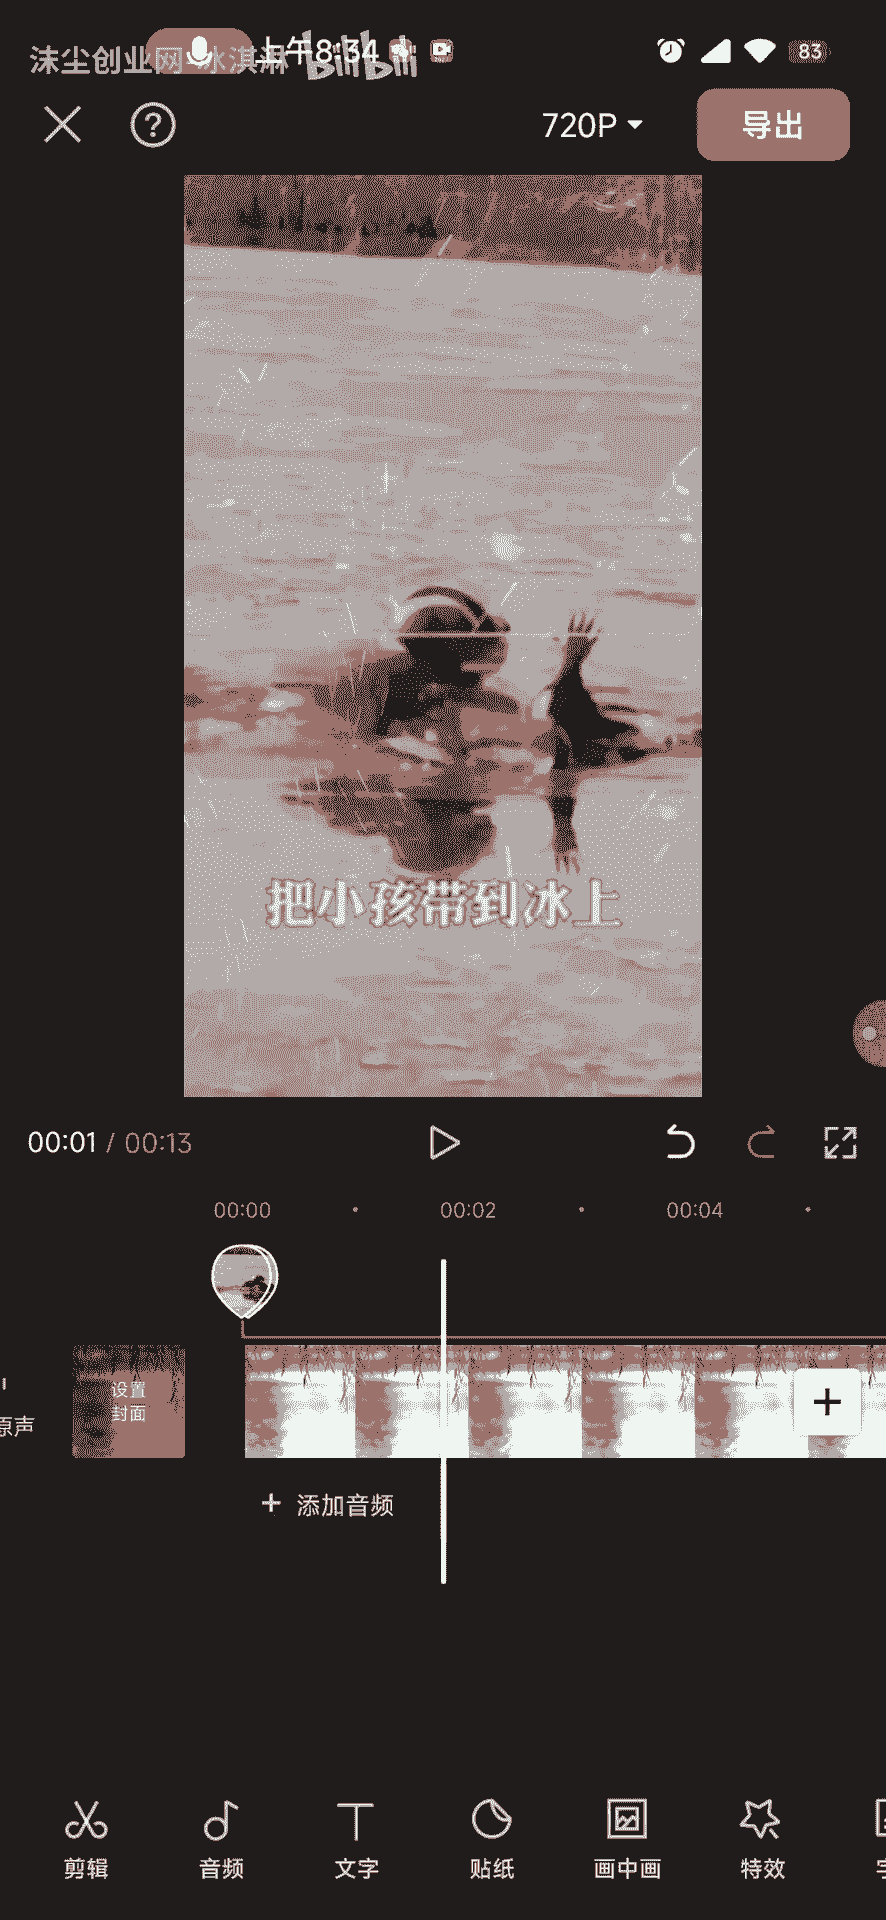 沫尘创业网-冰淇淋 bilibili
上午8:34
83
720P
导出
把小孩带到冰上
00:01 / 00:13
00:00
00:02
00:04
设置
封面
原声
+ 添加音频
剪辑
音频
文字
贴纸
画中画
特效